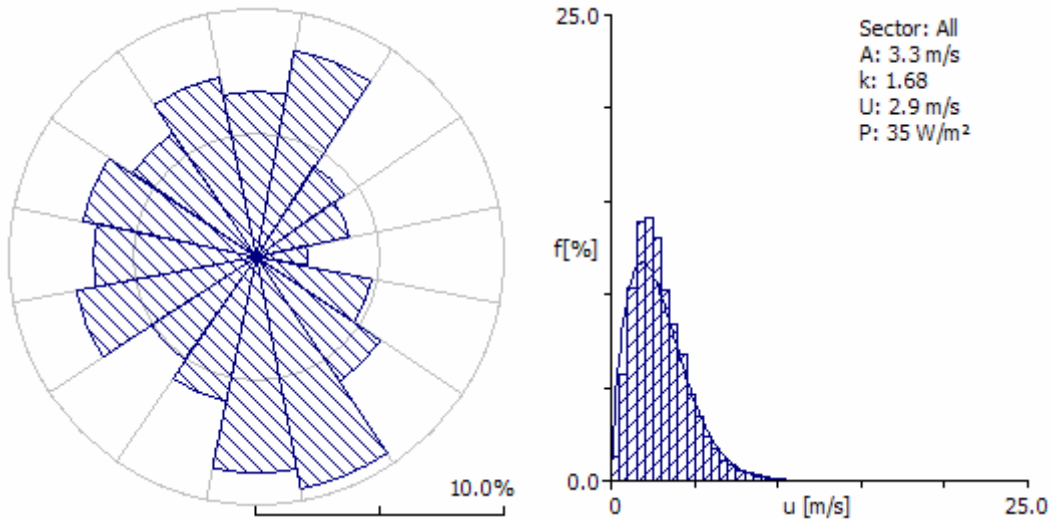 10.0%
25.0
f[%]
0.0
0
u [m/s]
25.0
Sector: All
A: 3.3 m/s
k: 1.68
U: 2.9 m/s
P: 35 W/m²